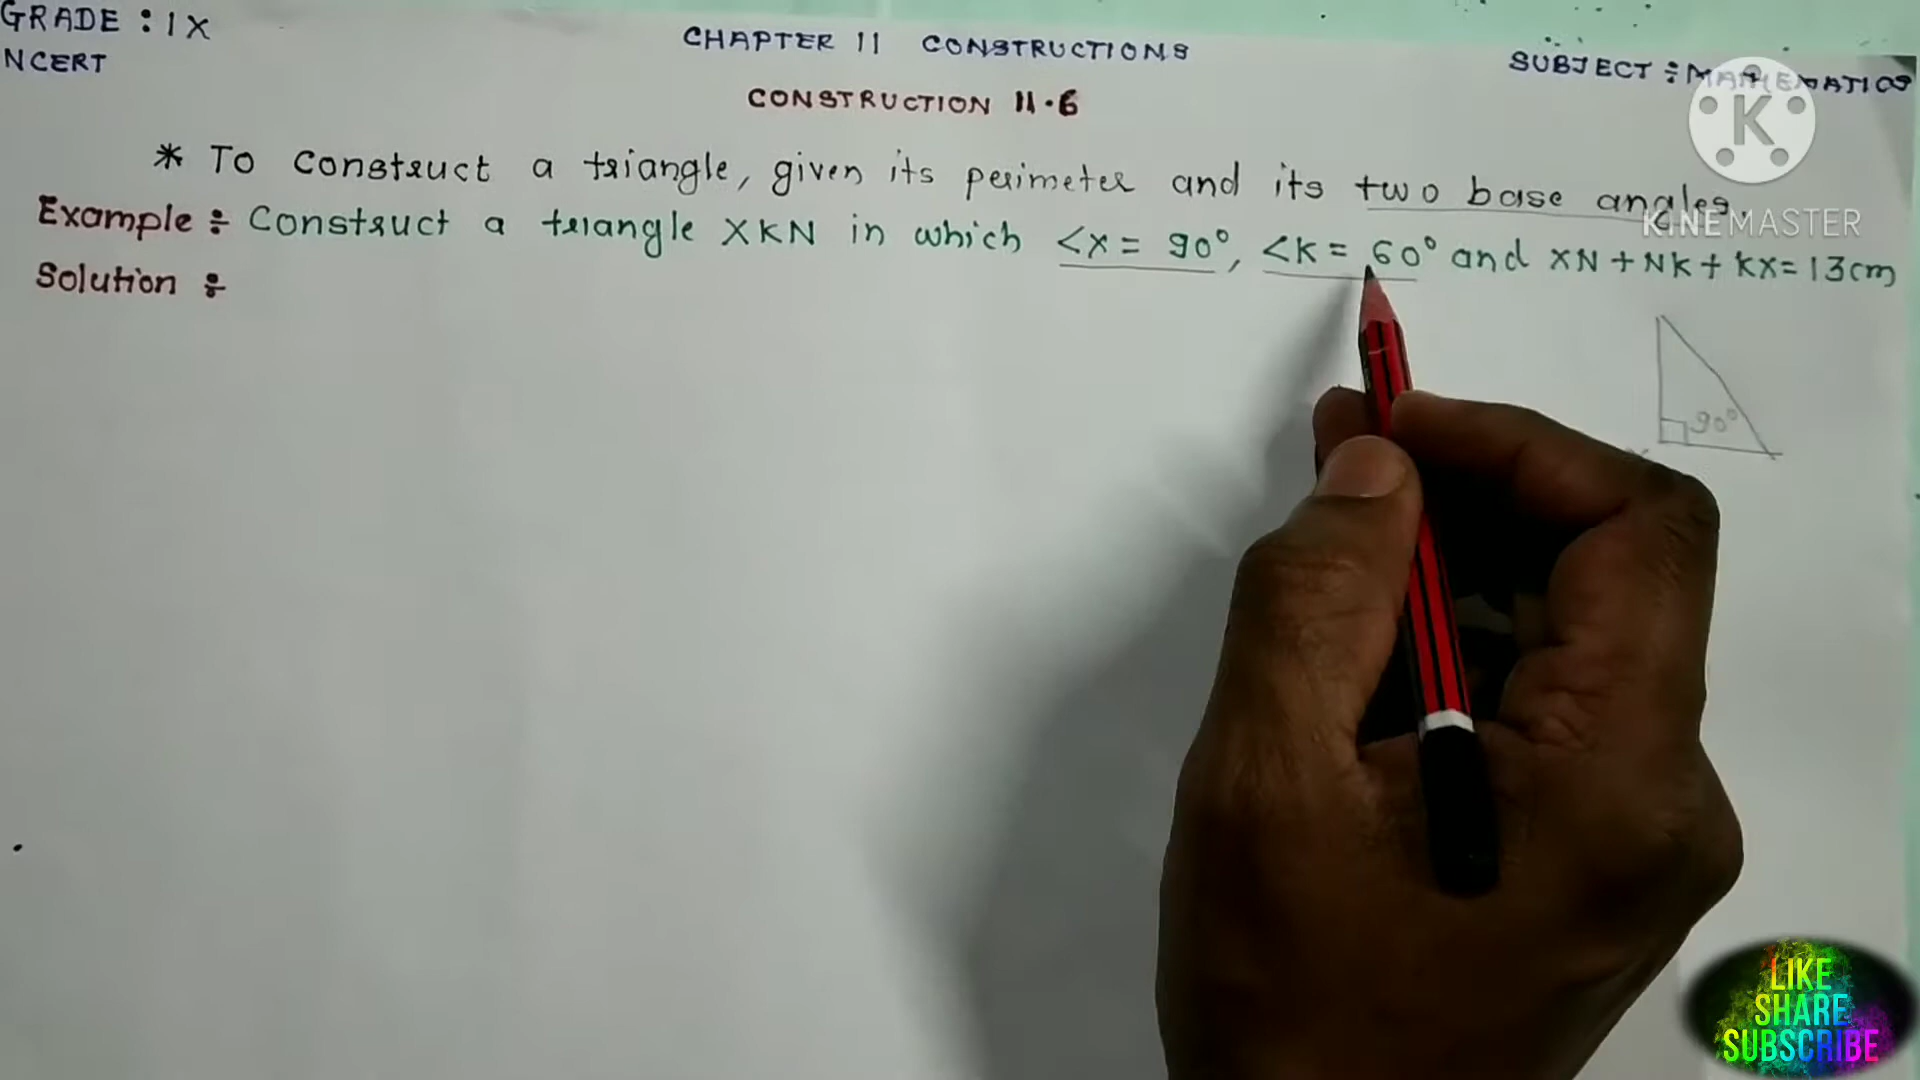 GRADE : IX
NCERT
CHAPTER 11 CONSTRUCTIONS
SUBJECT ÷ MATHEMATICS
CONSTRUCTION 11.6
K
* To construct a triangle, given its perimeter and its two base angles.
KINEMASTER
Example ÷ Construct a triangle XKN in which <X = 90°, <K = 60° and XN + NK + KX = 13cm
Solution ÷
90°
LIKE
SHARE
SUBSCRIBE